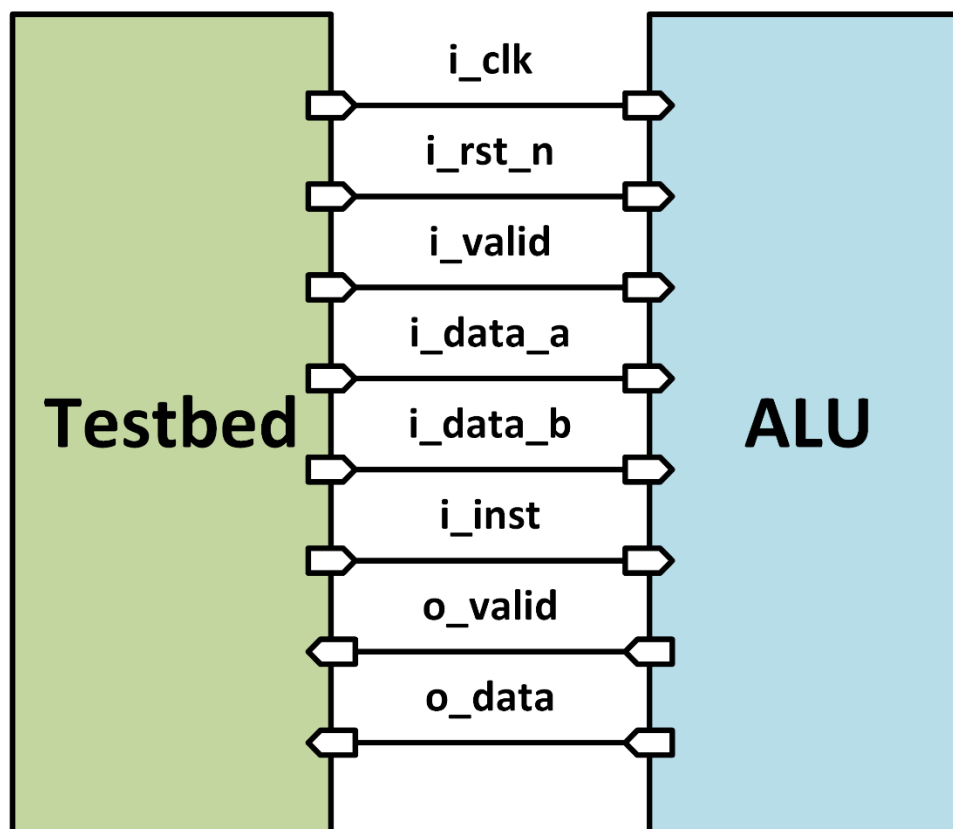 i_clk
i_rst_n
i_valid
i_data_a
Testbed
i_data_b
ALU
i_inst
o_valid
o_data